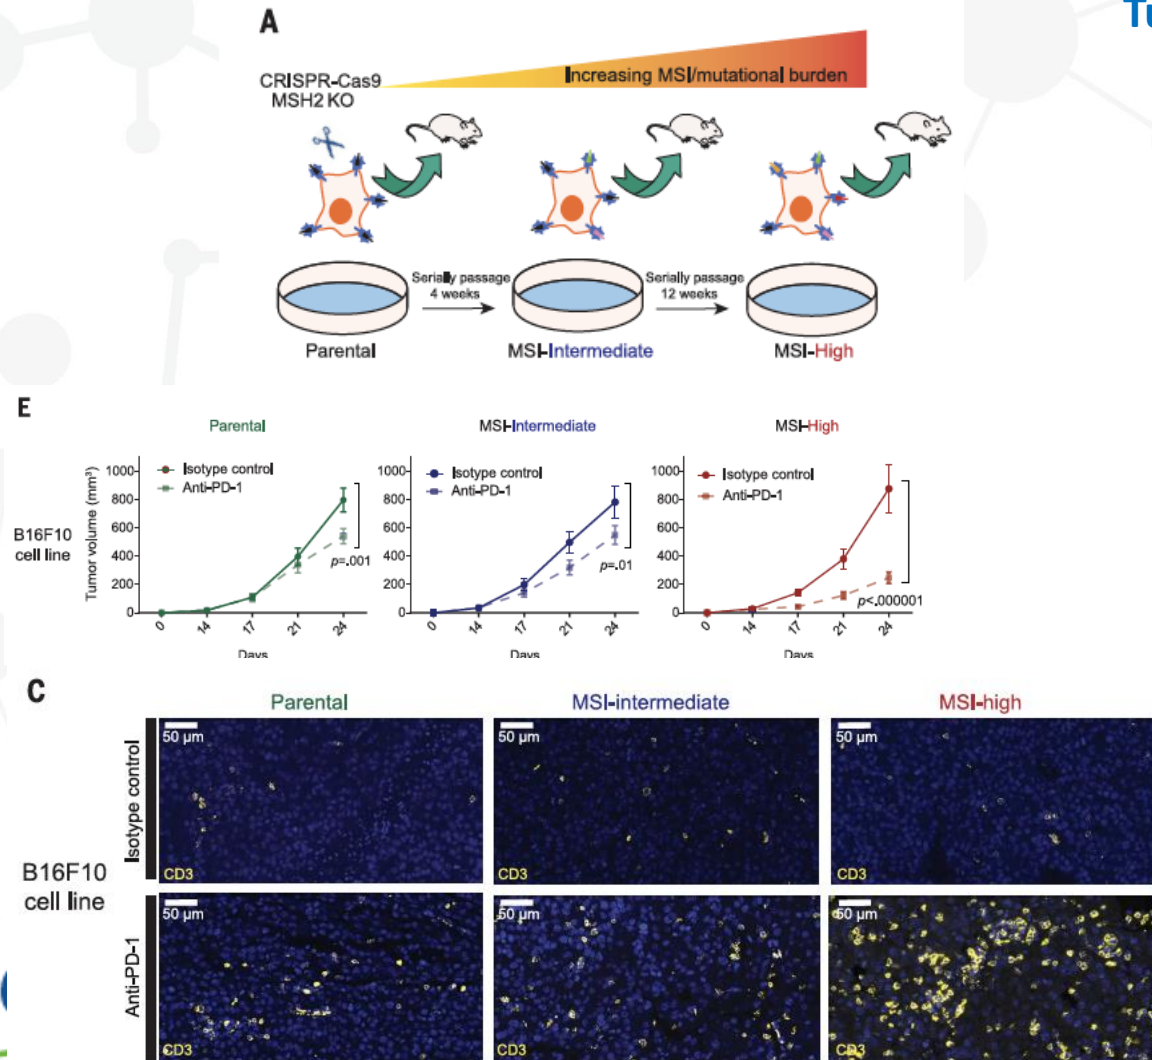 Tu
A
CRISPR-Cas9
MSH2 KO
Increasing MSI/mutational burden
Serially passage
4 weeks
Serially passage
12 weeks
Parental
MSI-Intermediate
MSI-High
E
B16F10
cell line
Parental
Tumor volume (mm³)
1000
800
600
400
200
0
Isotype control
Anti-PD-1
p=.001
0
14
17
21
24
Days
MSI-Intermediate
1000
800
600
400
200
0
Isotype control
Anti-PD-1
p=.01
0
14
17
21
24
Days
MSI-High
1000
800
600
400
200
0
Isotype control
Anti-PD-1
p<.000001
0
14
17
21
24
Days
C
Parental
MSI-intermediate
MSI-high
B16F10
cell line
Isotype control
50 µm
CD3
50 µm
CD3
50 µm
CD3
Anti-PD-1
50 µm
CD3
50 µm
CD3
50 µm
CD3